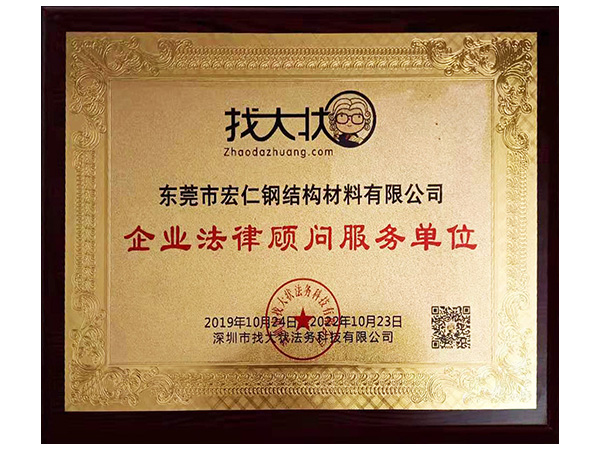 找大状
Zhaodazhuang.com
东莞市宏仁钢结构材料有限公司
企业法律顾问服务单位
2019年10月24日-2022年10月23日
深圳市找大状法务科技有限公司